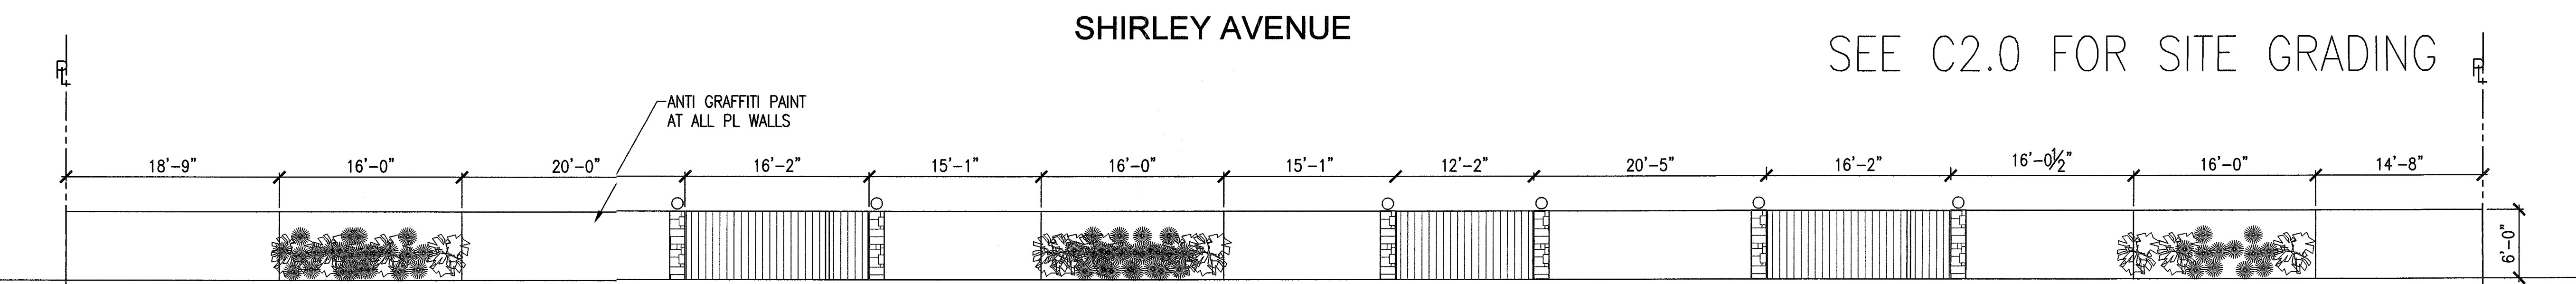 SHIRLEY AVENUE
SEE C2.0 FOR SITE GRADING
PL
PL
ANTI GRAFFITI PAINT
AT ALL PL WALLS
18'-9" 16'-0" 20'-0" 16'-2" 15'-1" 16'-0" 15'-1" 12'-2" 20'-5" 16'-2" 16'-0½" 16'-0" 14'-8"
6'-0"